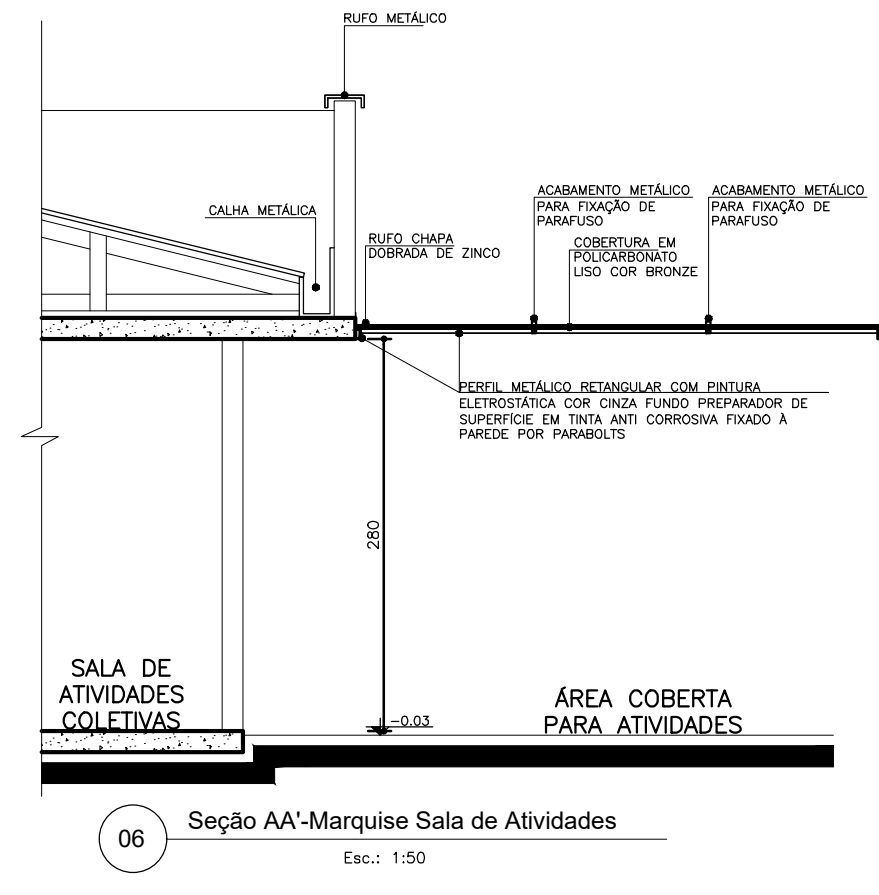 RUFO METÁLICO
CALHA METÁLICA
RUFO CHAPA
DOBRADA DE ZINCO
ACABAMENTO METÁLICO
PARA FIXAÇÃO DE
PARAFUSO
COBERTURA EM
POLICARBONATO
LISO COR BRONZE
ACABAMENTO METÁLICO
PARA FIXAÇÃO DE
PARAFUSO
PERFIL METÁLICO RETANGULAR COM PINTURA
ELETROSTÁTICA COR CINZA FUNDO PREPARADOR DE
SUPERFÍCIE EM TINTA ANTI CORROSIVA FIXADO À
PAREDE POR PARABOLTS
280
SALA DE
ATIVIDADES
COLETIVAS
-0.03
ÁREA COBERTA
PARA ATIVIDADES
06
Seção AA'-Marquise Sala de Atividades
Esc.: 1:50